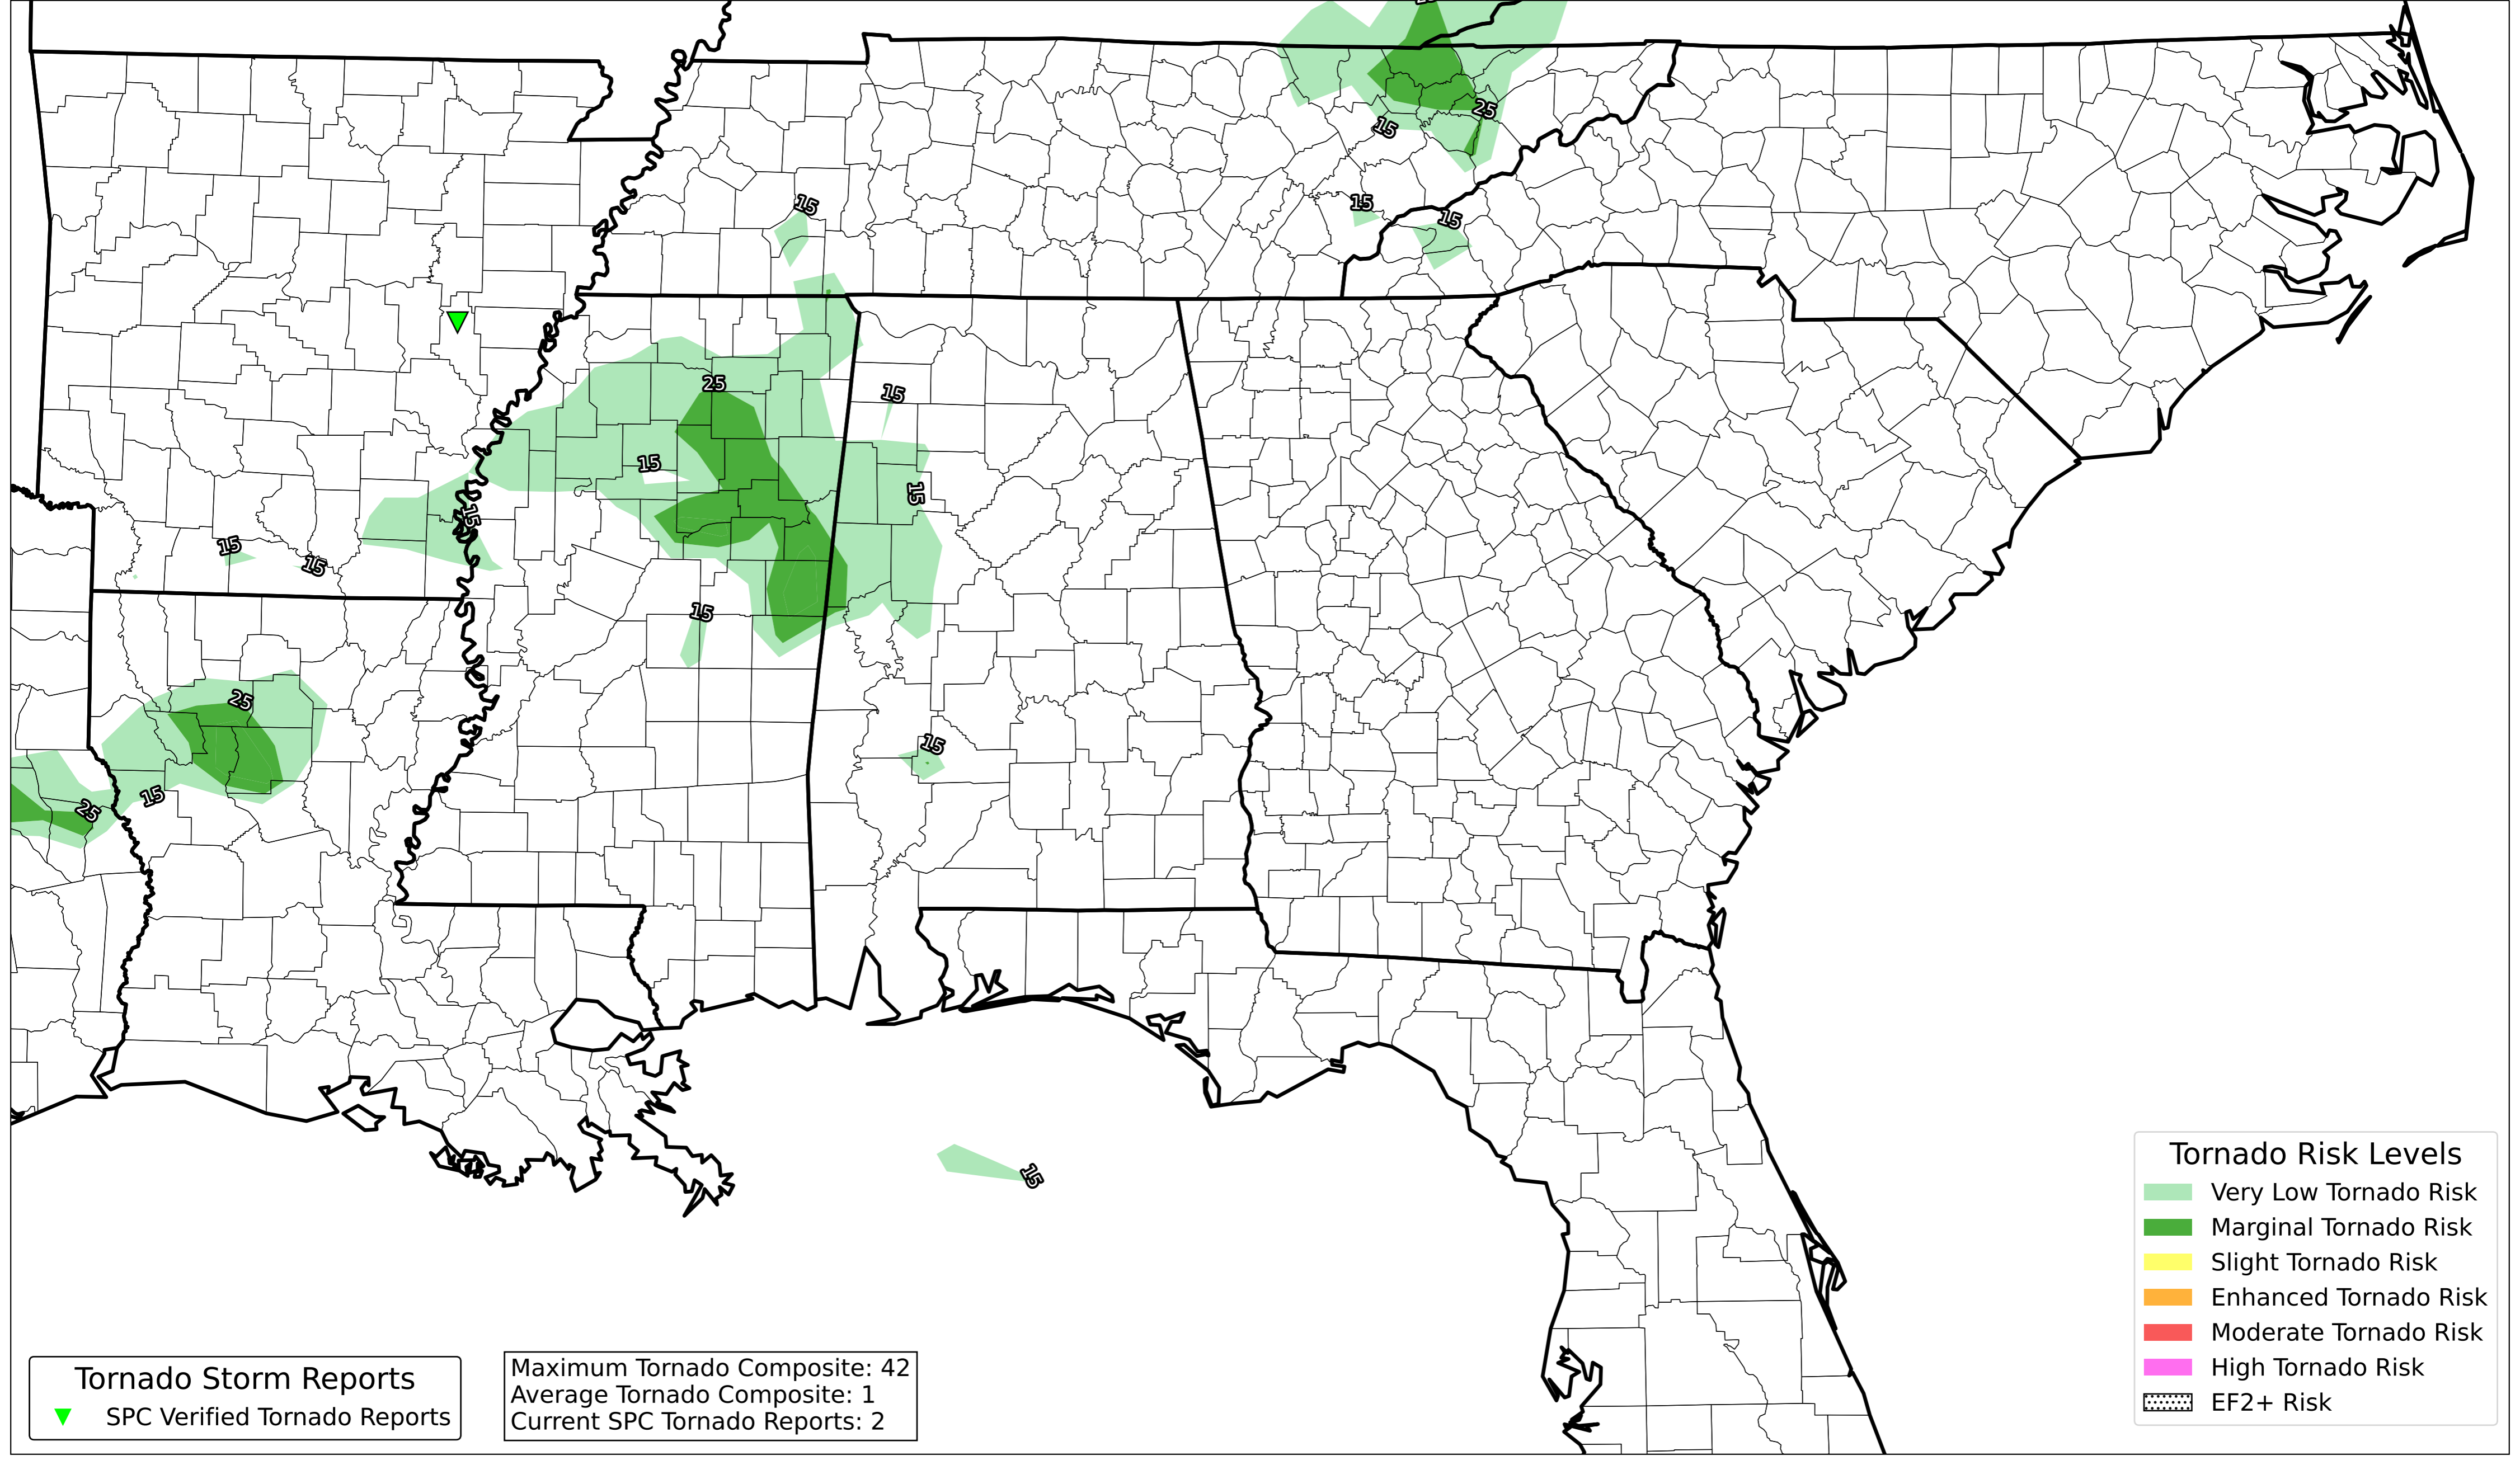 25
15
15
15
15
25
15
15
15
15
15
15
15
25
15
25
15
15
Tornado Risk Levels
Very Low Tornado Risk
Marginal Tornado Risk
Slight Tornado Risk
Enhanced Tornado Risk
Moderate Tornado Risk
High Tornado Risk
EF2+ Risk
Tornado Storm Reports
SPC Verified Tornado Reports
Maximum Tornado Composite: 42
Average Tornado Composite: 1
Current SPC Tornado Reports: 2